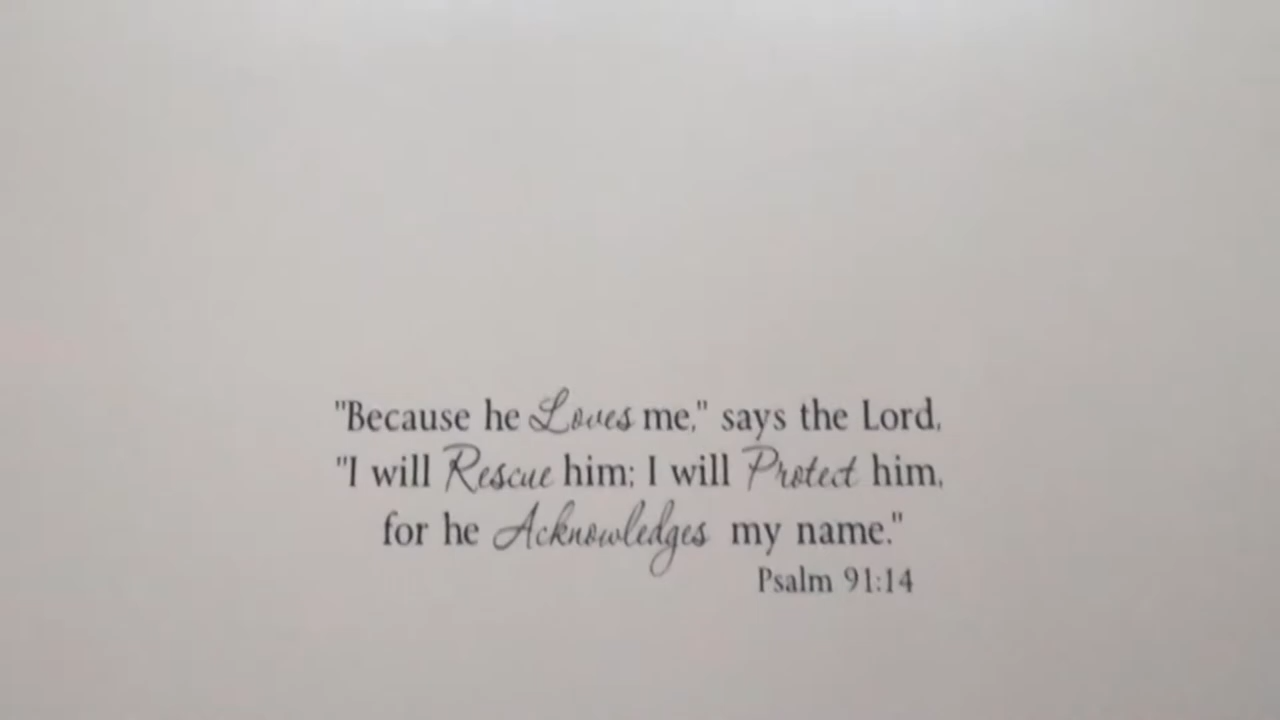 "Because he Loves me," says the Lord,
"I will Rescue him; I will Protect him,
for he Acknowledges my name."
Psalm 91:14